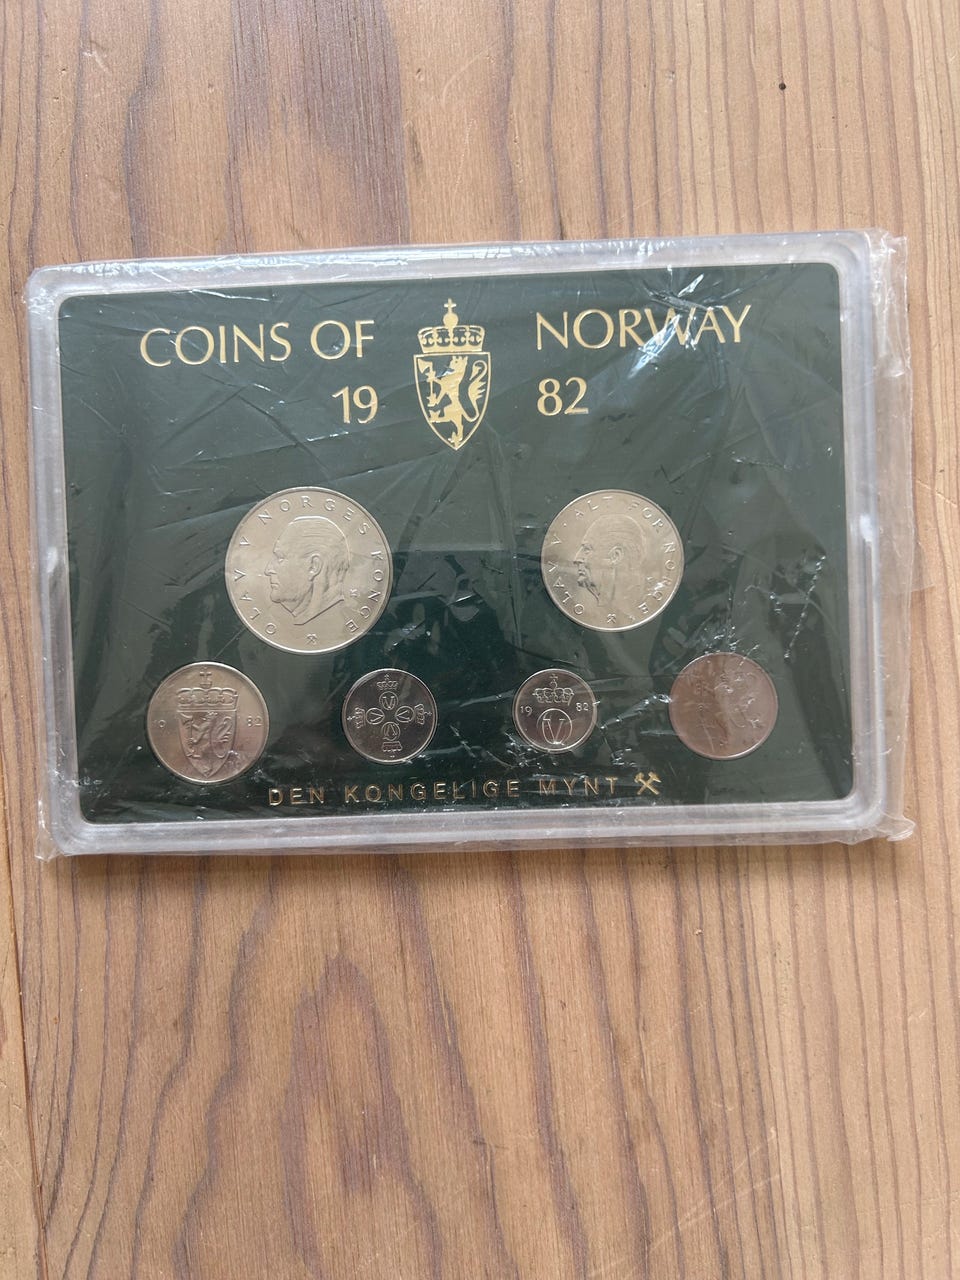 COINS OF NORWAY
19 82
OLAV V NORGES KONGE
K
OLAV V · ALT FOR NORGE
19 82
V V V V
19 82
V
DEN KONGELIGE MYNT